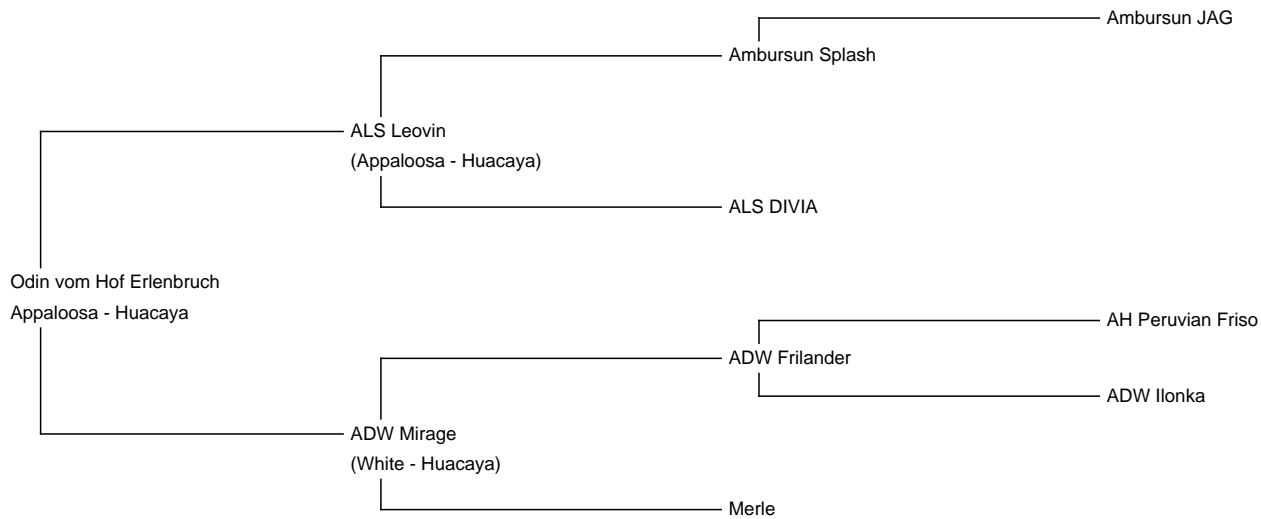 Ambursun JAG
Ambursun Splash
ALS Leovin
(Appaloosa - Huacaya)
ALS DIVIA
Odin vom Hof Erlenbruch
Appaloosa - Huacaya
AH Peruvian Friso
ADW Frilander
ADW Ilonka
ADW Mirage
(White - Huacaya)
Merle